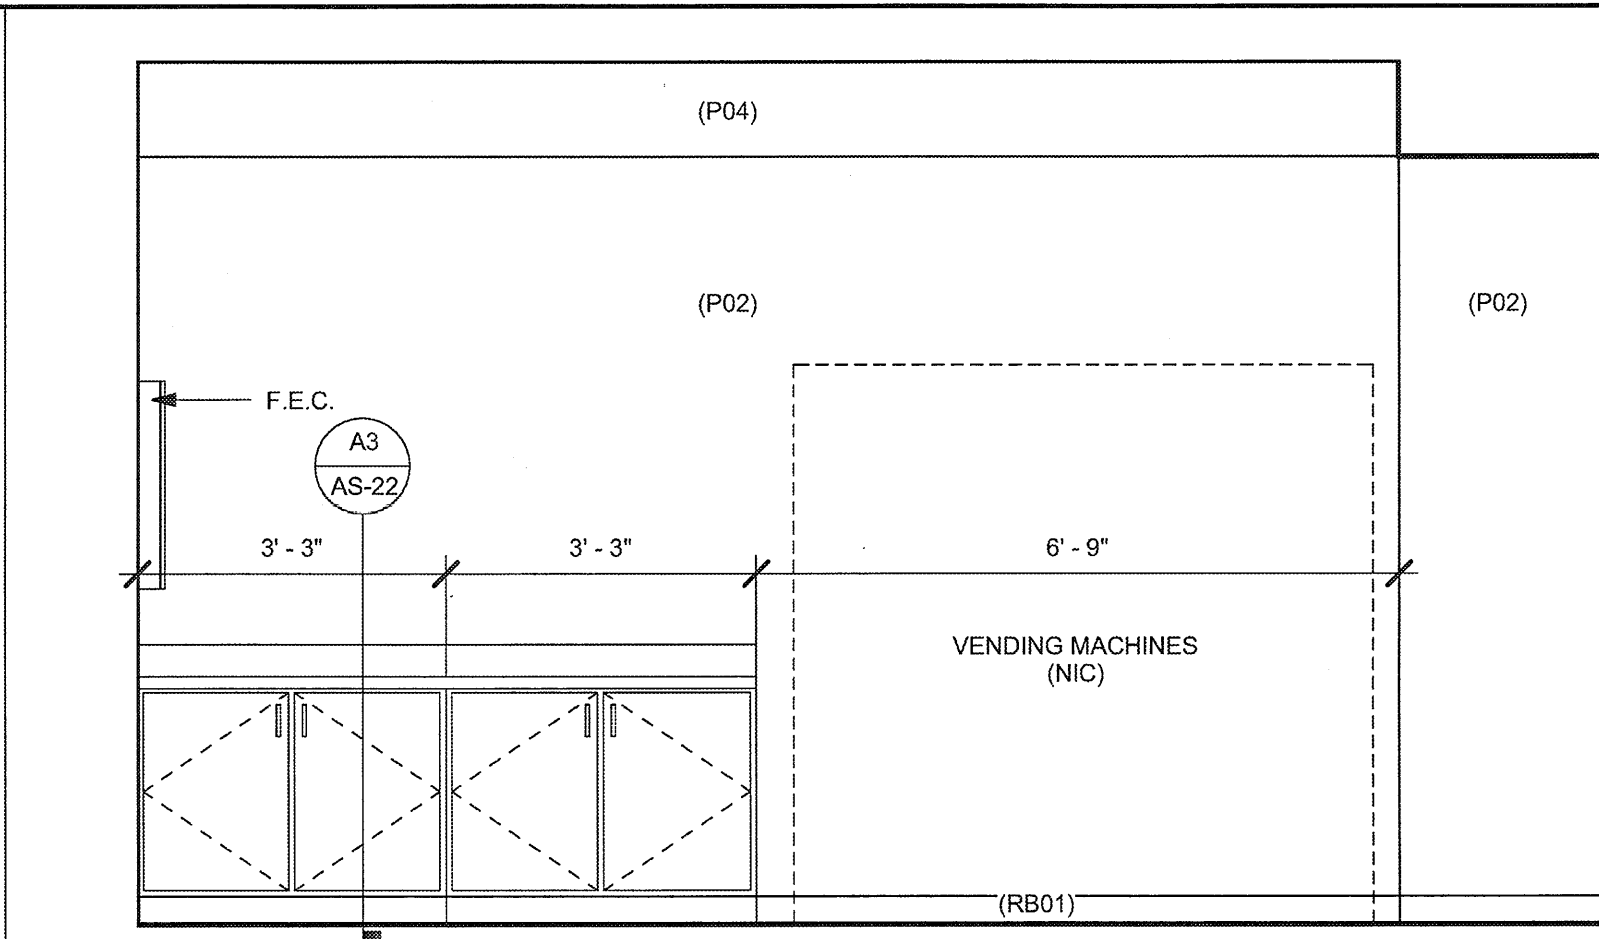 (P04)
(P02)
(P02)
F.E.C.
A3
AS-22
3' - 3"
3' - 3"
6' - 9"
VENDING MACHINES
(NIC)
(RB01)